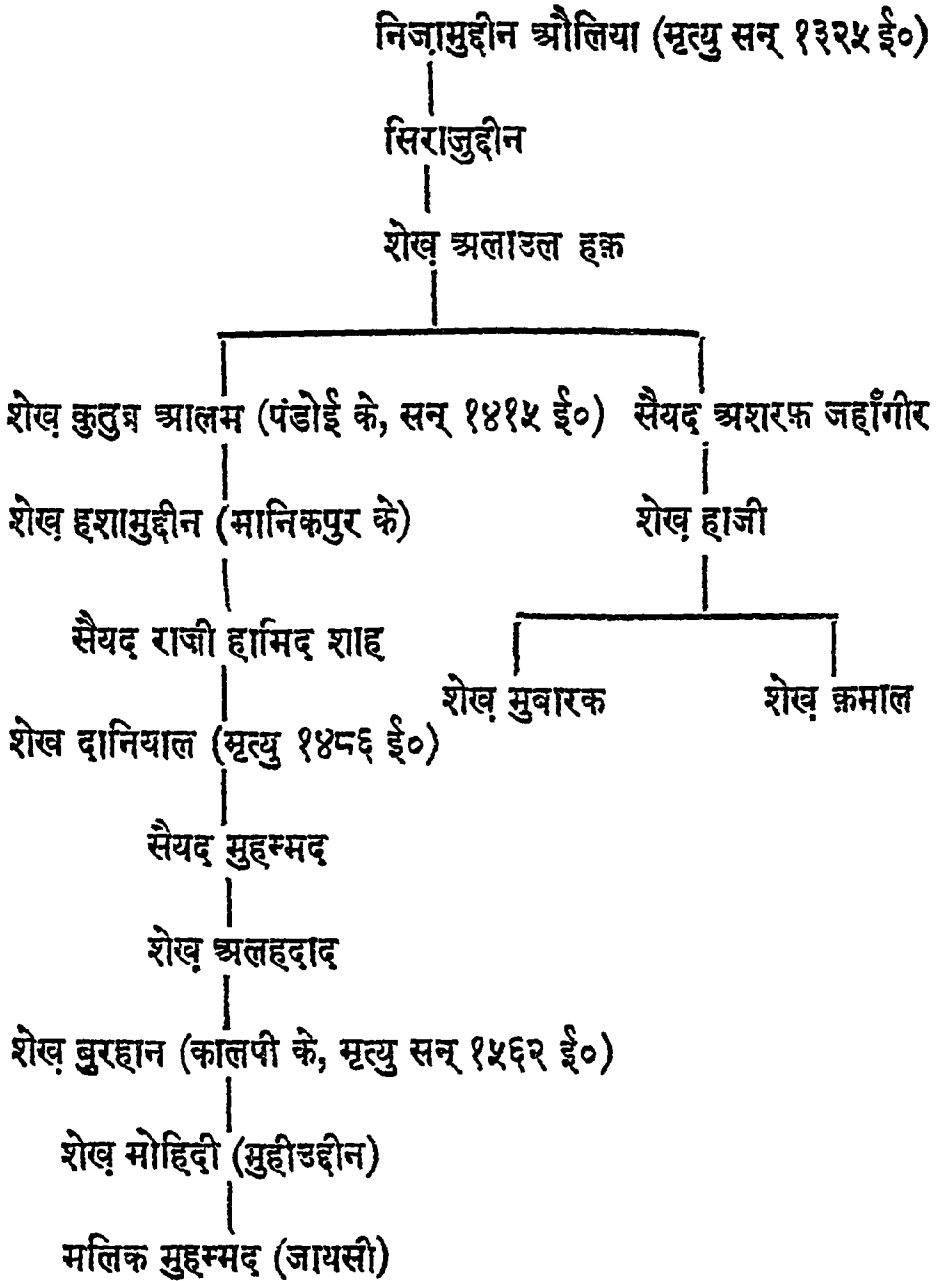 निज़ामुद्दीन औलिया (मृत्यु सन् १३२५ ई०)
सिराजुद्दीन
शेख़ अलाउल हक़
शेख़ क़ुतुब आलम (पंडोई के, सन् १४१५ ई०) सैयद अशरफ़ जहाँगीर
शेख़ हशामुद्दीन (मानिकपुर के) शेख़ हाजी
सैयद राजी हामिद शाह
शेख़ मुबारक शेख़ क़माल
शेख दानियाल (मृत्यु १४८६ ई०)
सैयद मुहम्मद
शेख़ अलहदाद
शेख़ बुरहान (कालपी के, मृत्यु सन् १५६२ ई०)
शेख़ मोहिदी (मुहीउद्दीन)
मलिक मुहम्मद (जायसी)